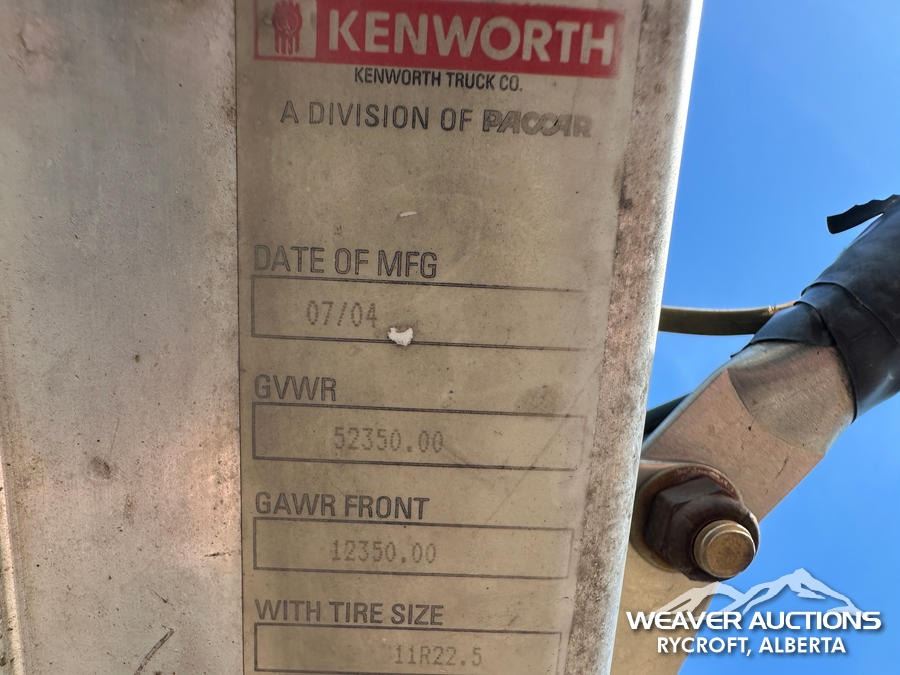 KENWORTH
KENWORTH TRUCK CO.
A DIVISION OF PACCAR
DATE OF MFG
07/04
GVWR
52350.00
GAWR FRONT
12350.00
WITH TIRE SIZE
11R22.5
WEAVER AUCTIONS
RYCROFT, ALBERTA